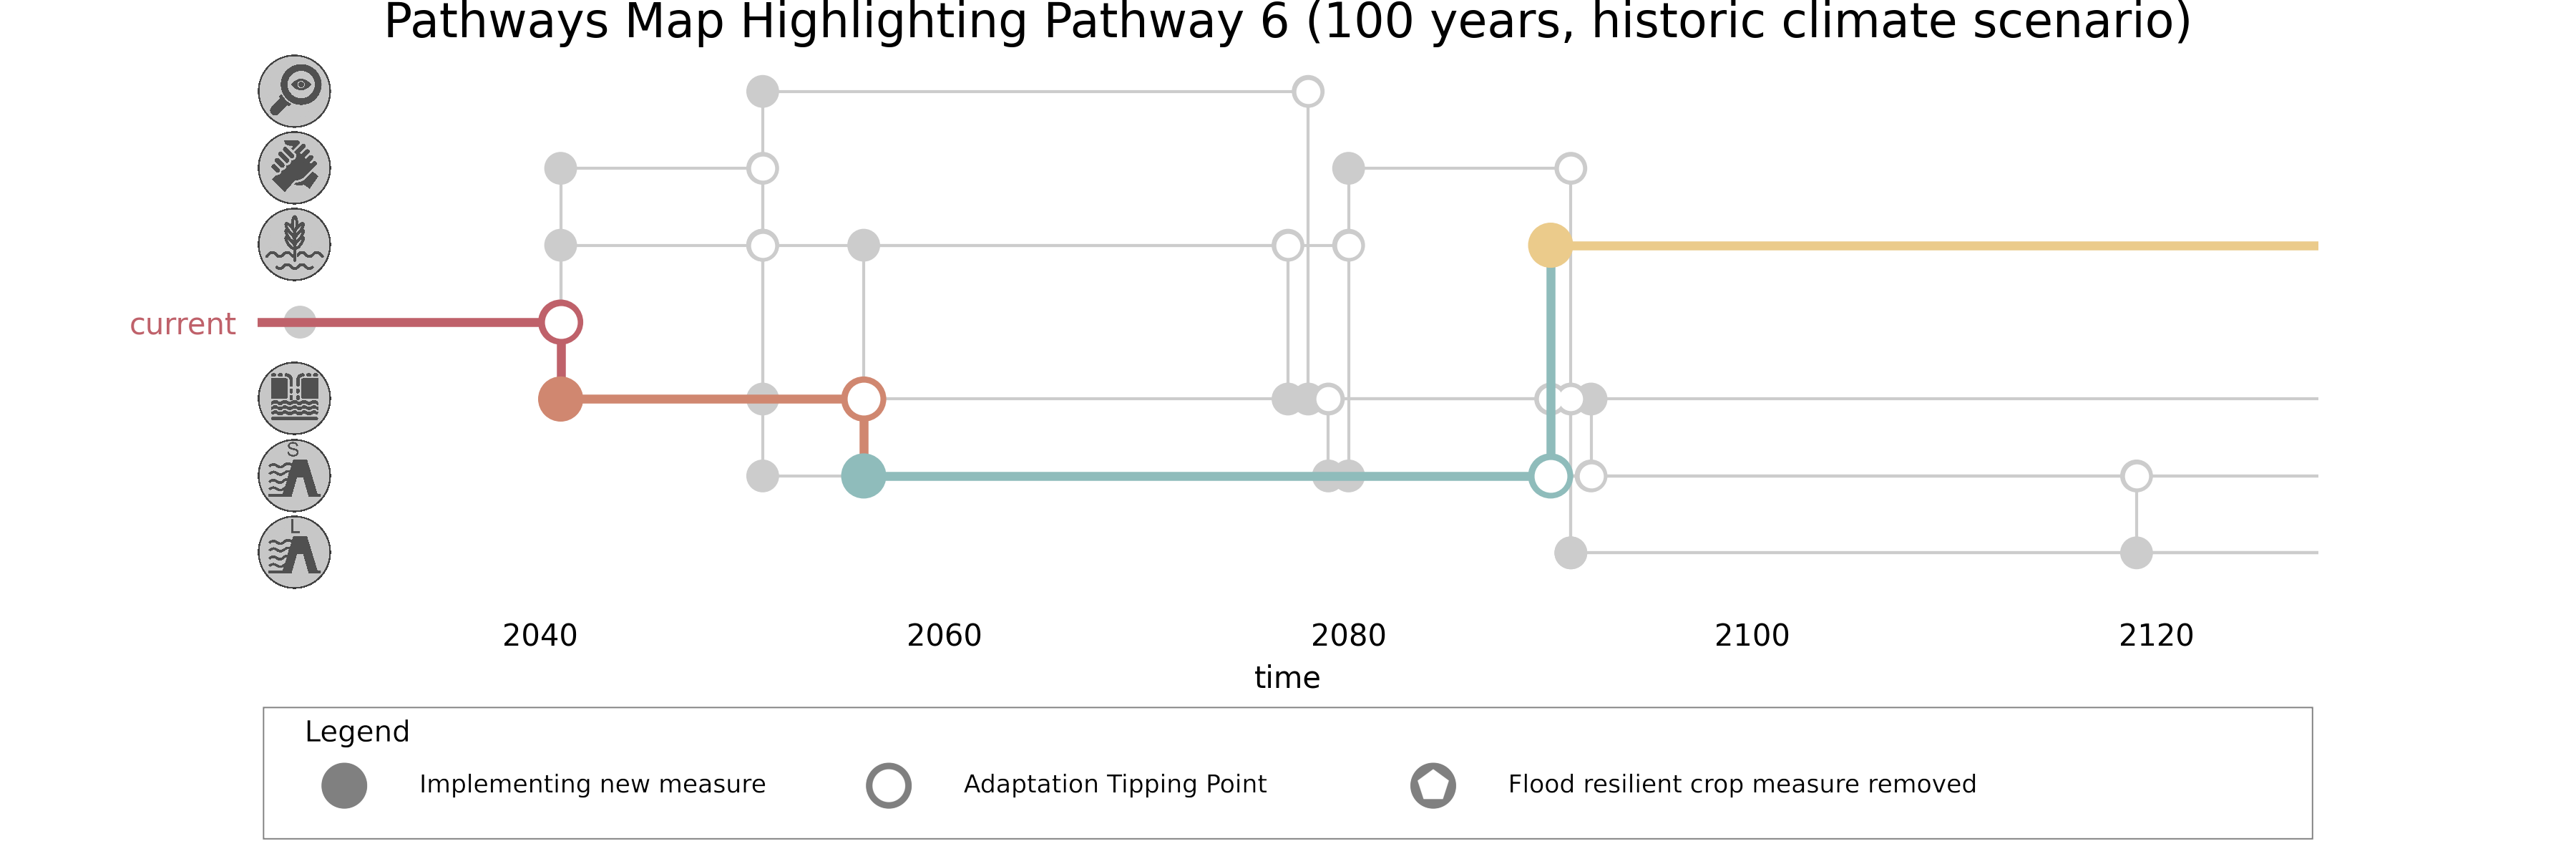 Pathways Map Highlighting Pathway 6 (100 years, historic climate scenario)
current
S
L
2040 2060 2080 2100 2120
time
Legend
Implementing new measure Adaptation Tipping Point Flood resilient crop measure removed